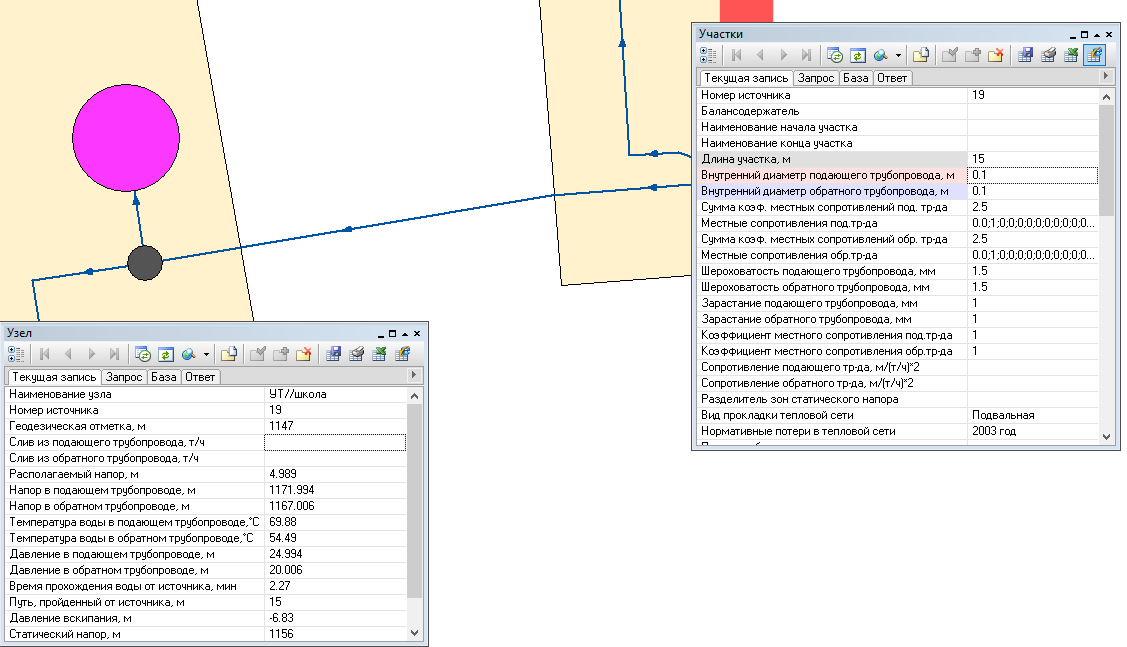 Участки
Текущая запись Запрос База Ответ
Номер источника 19
Балансодержатель
Наименование начала участка
Наименование конца участка
Длина участка, м 15
Внутренний диаметр подающего трубопровода, м 0.1
Внутренний диаметр обратного трубопровода, м 0.1
Сумма коэф. местных сопротивлений под. тр-да 2.5
Местные сопротивления под.тр-да 0.0;1;0;0;0;0;0;0;0;0;0;0...
Сумма коэф. местных сопротивлений обр. тр-да 2.5
Местные сопротивления обр.тр-да 0.0;1;0;0;0;0;0;0;0;0;0;0...
Шероховатость подающего трубопровода, мм 1.5
Шероховатость обратного трубопровода, мм 1.5
Зарастание подающего трубопровода, мм 1
Зарастание обратного трубопровода, мм 1
Коэффициент местного сопротивления под.тр-да 1
Коэффициент местного сопротивления обр.тр-да 1
Сопротивление подающего тр-да, м/(т/ч)*2
Сопротивление обратного тр-да, м/(т/ч)*2
Разделитель зон статического напора
Вид прокладки тепловой сети Подвальная
Нормативные потери в тепловой сети 2003 год
Узел
Текущая запись Запрос База Ответ
Наименование узла УТ//школа
Номер источника 19
Геодезическая отметка, м 1147
Слив из подающего трубопровода, т/ч
Слив из обратного трубопровода, т/ч
Располагаемый напор, м 4.989
Напор в подающем трубопроводе, м 1171.994
Напор в обратном трубопроводе, м 1167.006
Температура воды в подающем трубопроводе,°C 69.88
Температура воды в обратном трубопроводе,°C 54.49
Давление в подающем трубопроводе, м 24.994
Давление в обратном трубопроводе, м 20.006
Время прохождения воды от источника, мин 2.27
Путь, пройденный от источника, м 15
Давление вскипания, м -6.83
Статический напор, м 1156